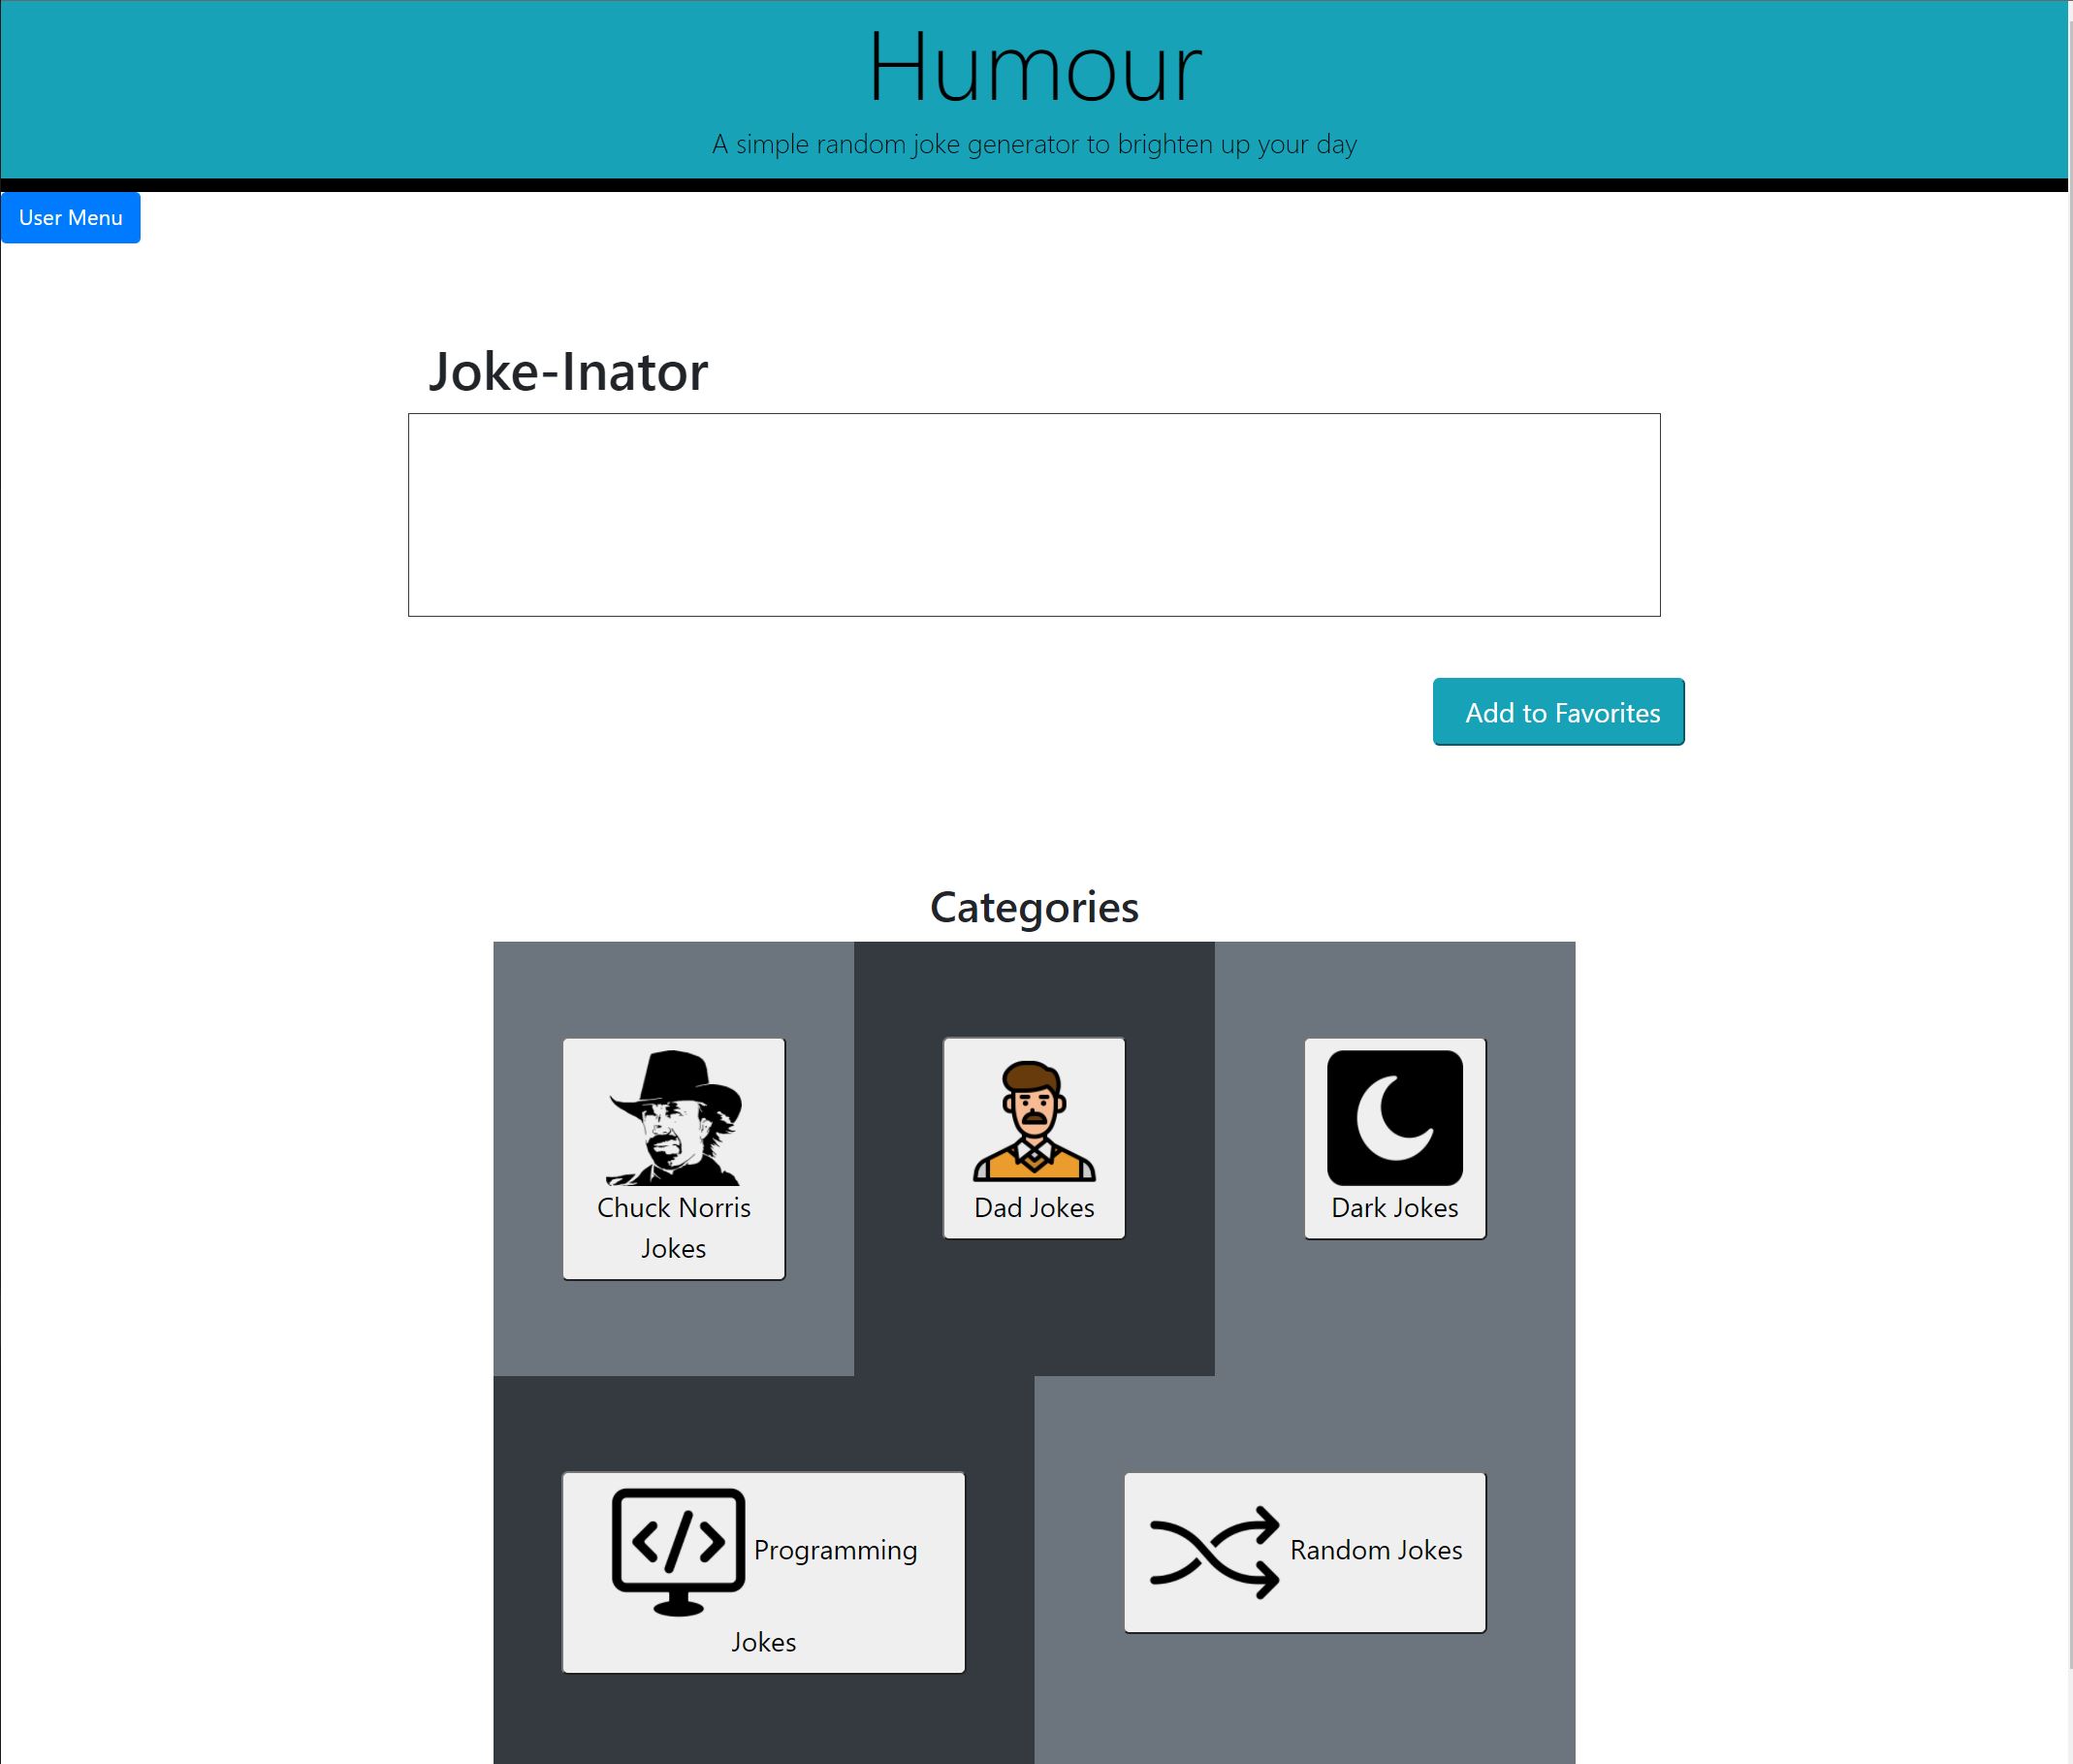 Humour
A simple random joke generator to brighten up your day
User Menu
Joke-Inator
Add to Favorites
Categories
Chuck Norris
Jokes
Dad Jokes
Dark Jokes
Programming
Jokes
Random Jokes